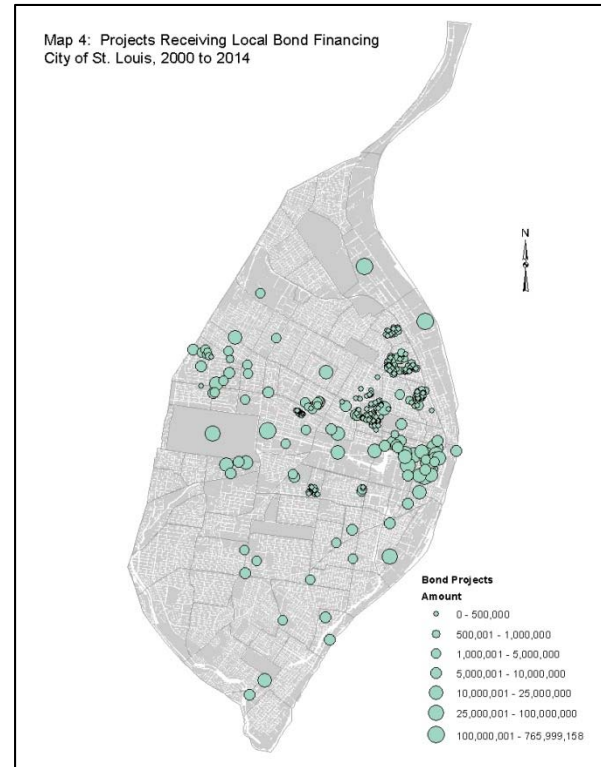 Map 4: Projects Receiving Local Bond Financing
City of St. Louis, 2000 to 2014
N
Bond Projects
Amount
0 - 500,000
500,001 - 1,000,000
1,000,001 - 5,000,000
5,000,001 - 10,000,000
10,000,001 - 25,000,000
25,000,001 - 100,000,000
100,000,001 - 765,999,158